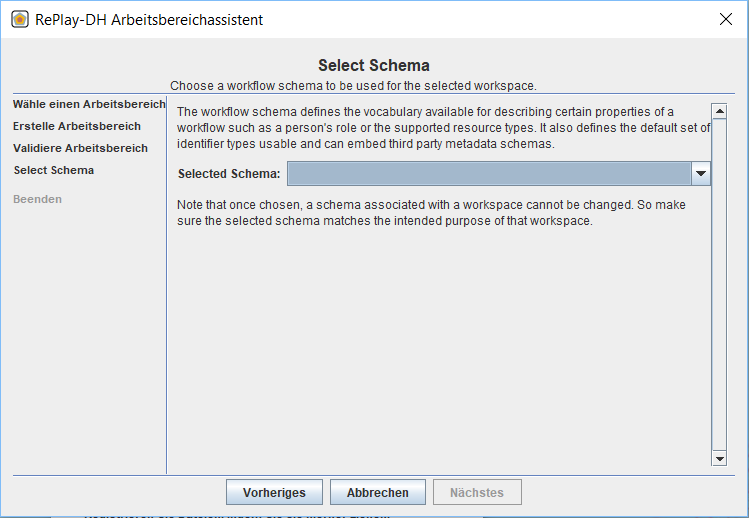 RePlay-DH Arbeitsbereichassistent
Select Schema
Choose a workflow schema to be used for the selected workspace.
Wähle einen Arbeitsbereich
Erstelle Arbeitsbereich
Validiere Arbeitsbereich
Select Schema
Beenden
The workflow schema defines the vocabulary available for describing certain properties of a
workflow such as a person's role or the supported resource types. It also defines the default set of
identifier types usable and can embed third party metadata schemas.
Selected Schema:
Note that once chosen, a schema associated with a workspace cannot be changed. So make
sure the selected schema matches the intended purpose of that workspace.
Vorheriges
Abbrechen
Nächstes